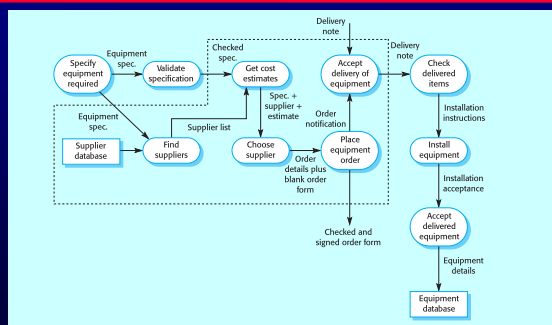 Delivery
note
Equipment
spec.
Checked
spec.
Delivery
note
Specify
equipment
required
Validate
specification
Get cost
estimates
Accept
delivery of
equipment
Check
delivered
items
Spec. +
supplier +
estimate
Equipment
spec.
Supplier list
Order
notification
Installation
instructions
Supplier
database
Find
suppliers
Choose
supplier
Place
equipment
order
Install
equipment
Order
details plus
blank order
form
Installation
acceptance
Checked and
signed order form
Accept
delivered
equipment
Equipment
details
Equipment
database